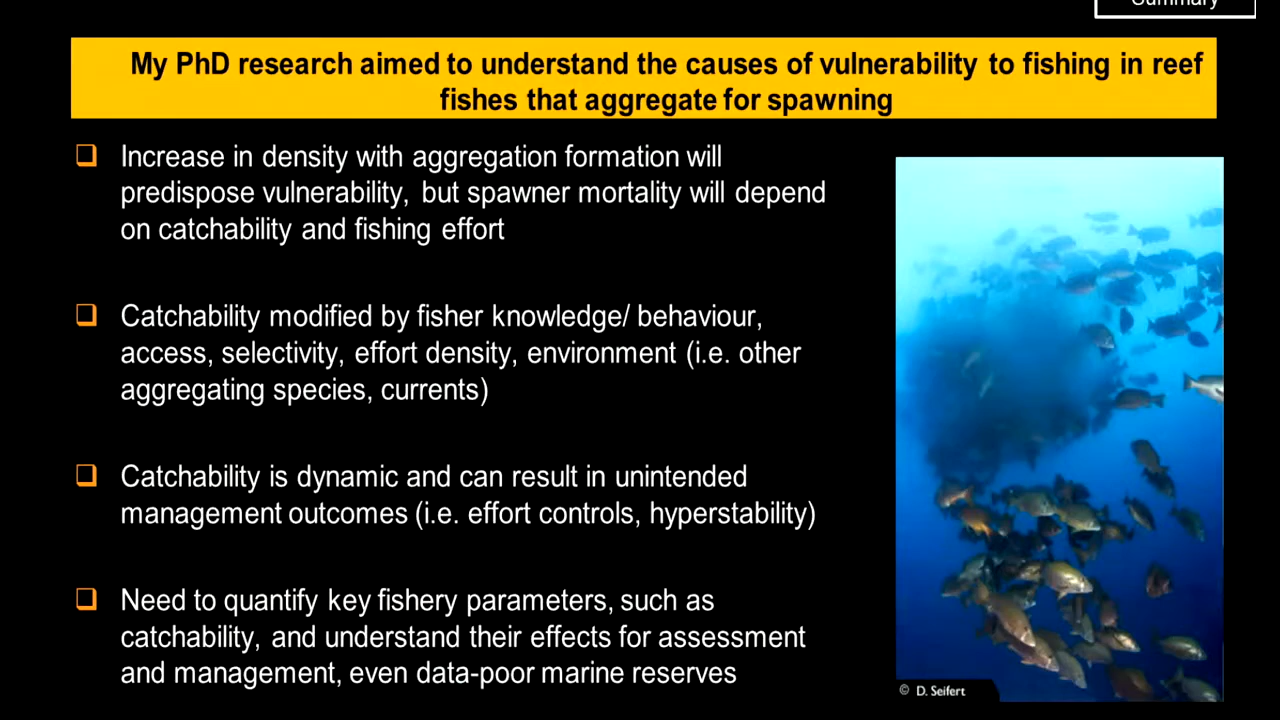 Summary
My PhD research aimed to understand the causes of vulnerability to fishing in reef
fishes that aggregate for spawning
Increase in density with aggregation formation will
predispose vulnerability, but spawner mortality will depend
on catchability and fishing effort
Catchability modified by fisher knowledge/ behaviour,
access, selectivity, effort density, environment (i.e. other
aggregating species, currents)
Catchability is dynamic and can result in unintended
management outcomes (i.e. effort controls, hyperstability)
Need to quantify key fishery parameters, such as
catchability, and understand their effects for assessment
and management, even data-poor marine reserves
© D. Seifert